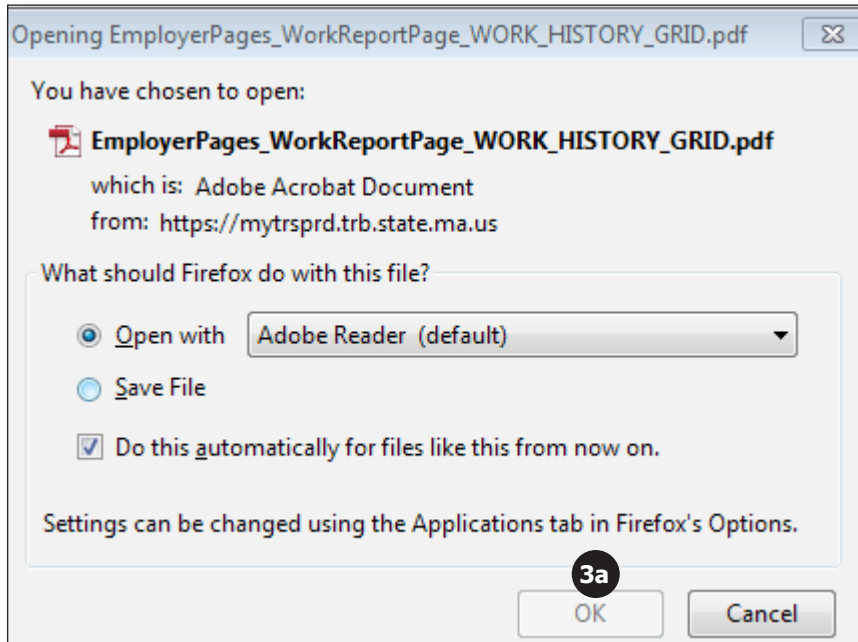 Opening EmployerPages_WorkReportPage_WORK_HISTORY_GRID.pdf
You have chosen to open:
EmployerPages_WorkReportPage_WORK_HISTORY_GRID.pdf
which is: Adobe Acrobat Document
from: https://mytrsprd.trb.state.ma.us
What should Firefox do with this file?
Open with Adobe Reader (default)
Save File
Do this automatically for files like this from now on.
Settings can be changed using the Applications tab in Firefox's Options.
3a
OK Cancel